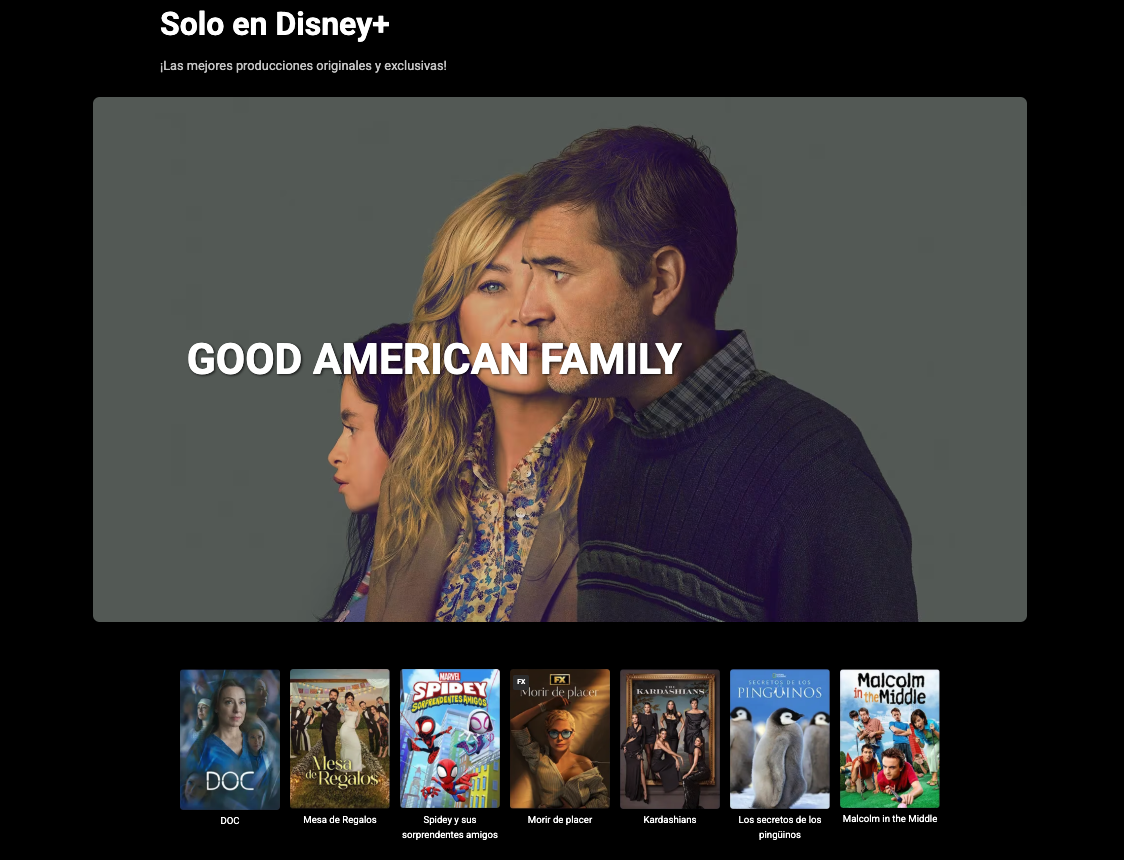 Solo en Disney+
¡Las mejores producciones originales y exclusivas!
GOOD AMERICAN FAMILY
DOC
Mesa
de Regalos
MARVEL
SPIDEY
Y SUS
SORPRENDENTES AMIGOS
FX
FX
Morir de placer
THE
KARDASHIANS
SECRETOS DE LOS
PINGÜINOS
Malcolm
in the Middle
DOC
Mesa de Regalos
Spidey y sus
sorprendentes amigos
Morir de placer
Kardashians
Los secretos de los
pingüinos
Malcolm in the Middle